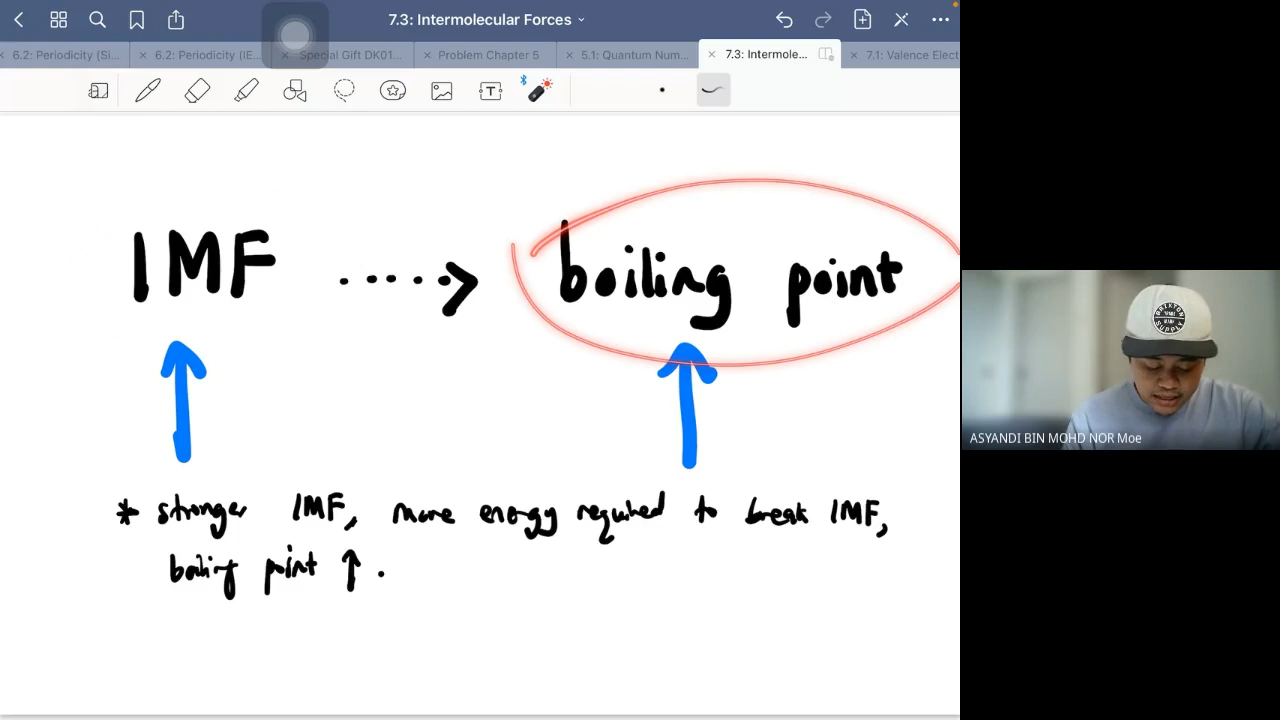 7.3: Intermolecular Forces
6.2: Periodicity (Si...
6.2: Periodicity (IE...
Special Gift DK01...
Problem Chapter 5
5.1: Quantum Num...
7.3: Intermole...
7.1: Valence Elect
T
IMF ····> boiling point
* stronger IMF, more energy required to break IMF,
boiling point ↑.
BRIXTON
SUPPLY
ASYANDI BIN MOHD NOR Moe